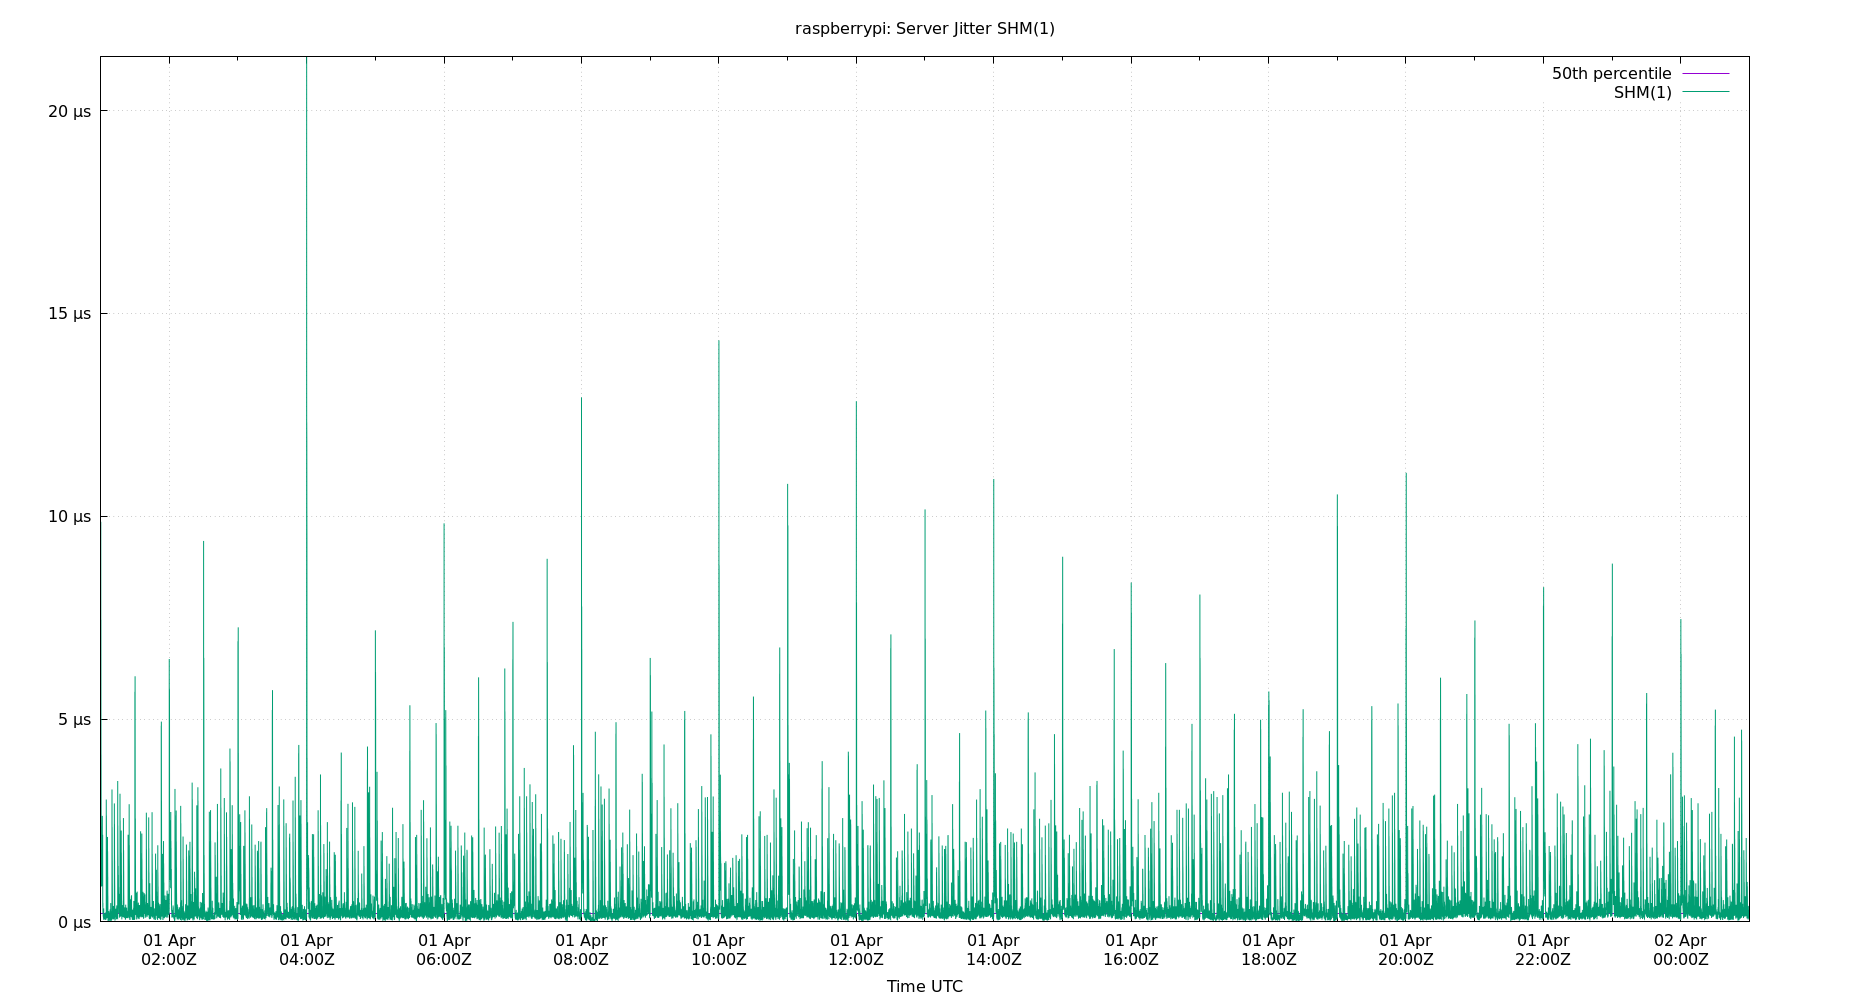 raspberrypi: Server Jitter SHM(1)
50th percentile
SHM(1)
20 µs
15 µs
10 µs
5 µs
0 µs
01 Apr 01 Apr 01 Apr 01 Apr 01 Apr 01 Apr 01 Apr 01 Apr 01 Apr 01 Apr 01 Apr 02 Apr
02:00Z 04:00Z 06:00Z 08:00Z 10:00Z 12:00Z 14:00Z 16:00Z 18:00Z 20:00Z 22:00Z 00:00Z
Time UTC